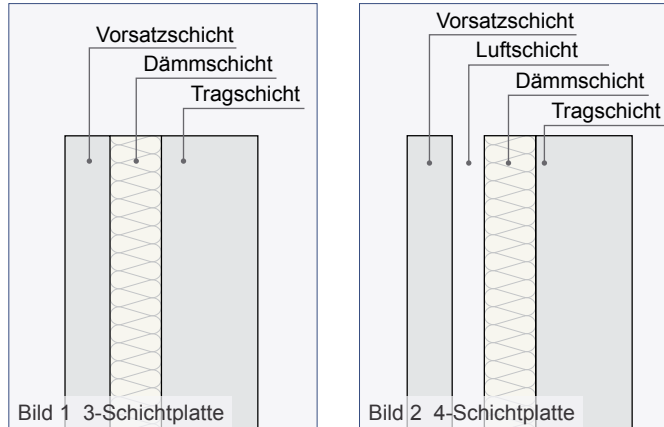 Vorsatzschicht
Dämmschicht
Tragschicht
Bild 1 3-Schichtplatte
Vorsatzschicht
Luftschicht
Dämmschicht
Tragschicht
Bild 2 4-Schichtplatte